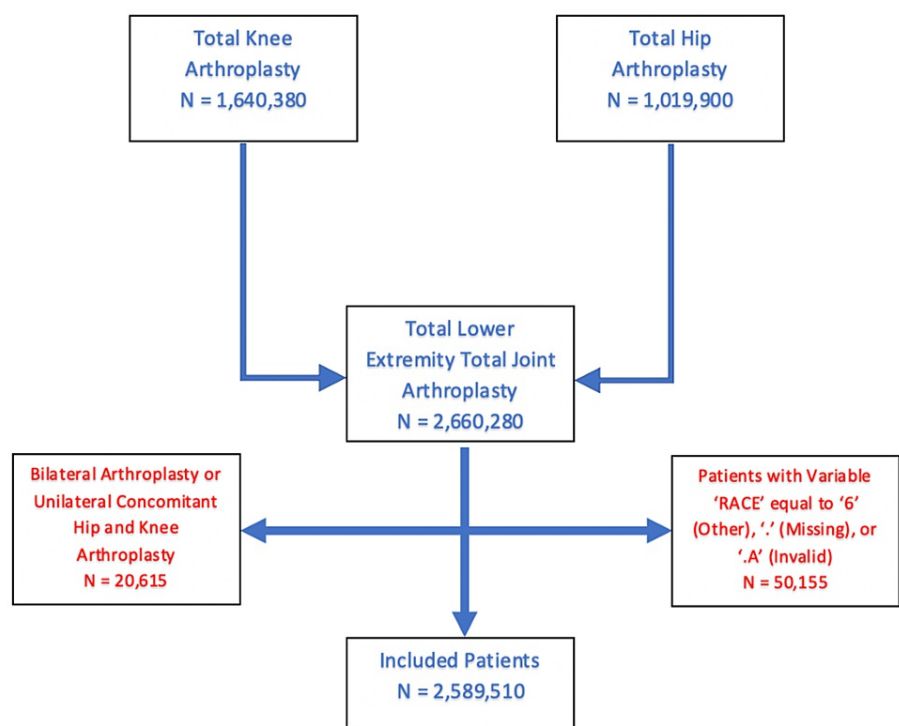 Total Knee
Arthroplasty
N = 1,640,380
Total Hip
Arthroplasty
N = 1,019,900
Total Lower
Extremity Total Joint
Arthroplasty
N = 2,660,280
Bilateral Arthroplasty or
Unilateral Concomitant
Hip and Knee
Arthroplasty
N = 20,615
Patients with Variable
‘RACE’ equal to ‘6’
(Other), ‘.’ (Missing), or
‘.A’ (Invalid)
N = 50,155
Included Patients
N = 2,589,510